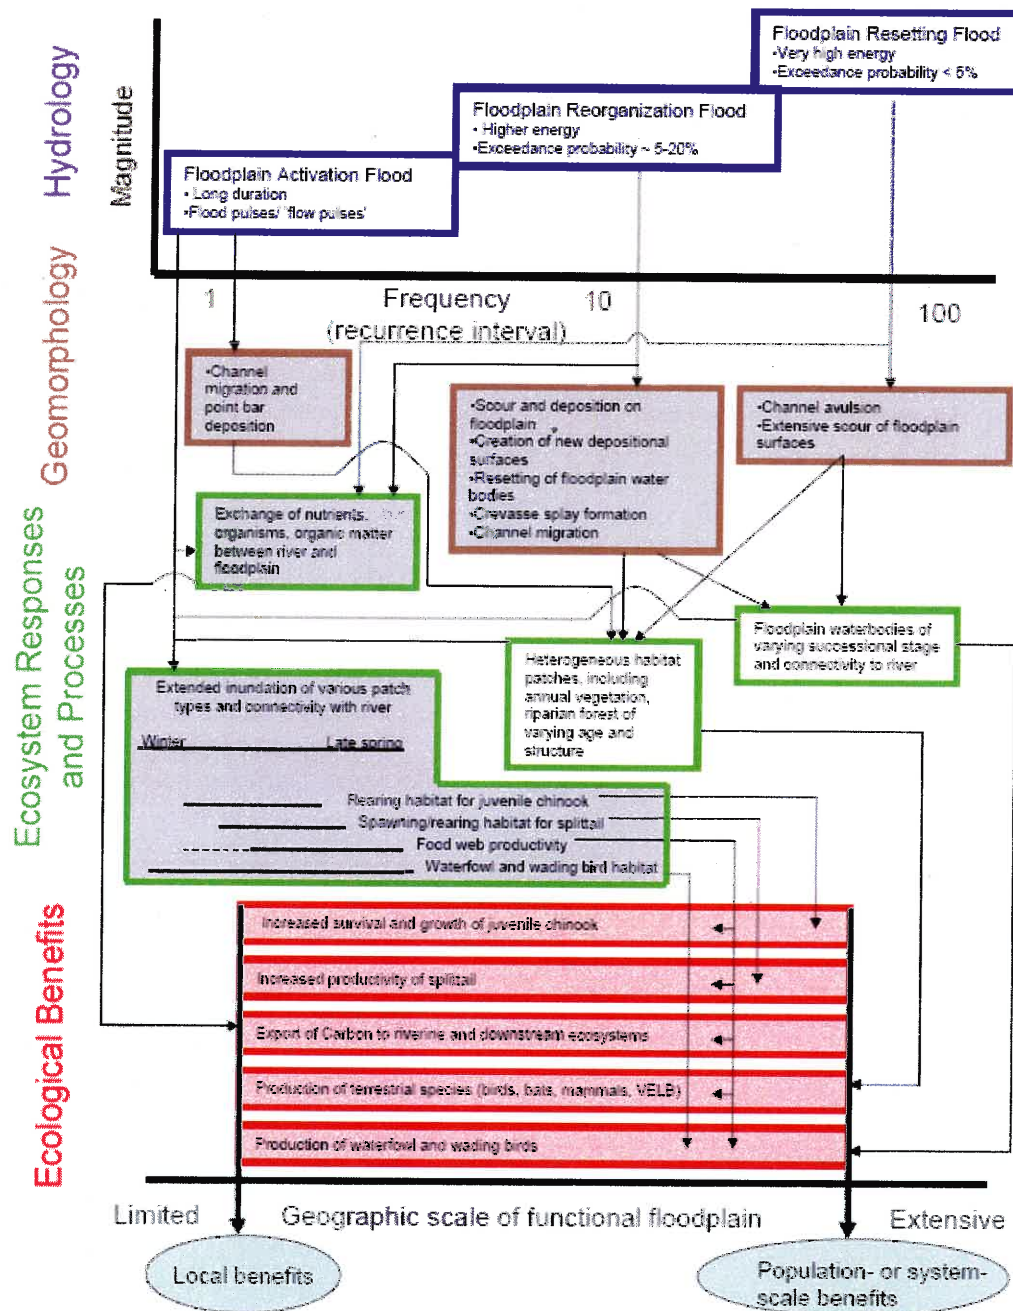 Hydrology
Magnitude
Floodplain Resetting Flood
•Very high energy
•Exceedance probability < 5%
Floodplain Reorganization Flood
• Higher energy
•Exceedance probability ~ 5-20%
Floodplain Activation Flood
• Long duration
•Flood pulses/ 'flow pulses'
1
Frequency
(recurrence interval)
10
100
Geomorphology
•Channel
migration and
point bar
deposition
•Scour and deposition on
floodplain
•Creation of new depositional
surfaces
•Resetting of floodplain water
bodies
•Crevasse splay formation
•Channel migration
•Channel avulsion
•Extensive scour of floodplain
surfaces
Ecosystem Responses
and Processes
Exchange of nutrients,
organisms, organic matter
between river and
floodplain
Floodplain waterbodies of
varying successional stage
and connectivity to river
Heterogeneous habitat
patches, including
annual vegetation,
riparian forest of
varying age and
structure
Extended inundation of various patch
types and connectivity with river
Winter
Late spring
Rearing habitat for juvenile chinook
Spawning/rearing habitat for splittail
Food web productivity
Waterfowl and wading bird habitat
Ecological Benefits
Increased survival and growth of juvenile chinook
Increased productivity of splittail
Export of Carbon to riverine and downstream ecosystems
Production of terrestrial species (birds, bats, mammals, VELB)
Production of waterfowl and wading birds
Limited
Geographic scale of functional floodplain
Extensive
Local benefits
Population- or system-
scale benefits